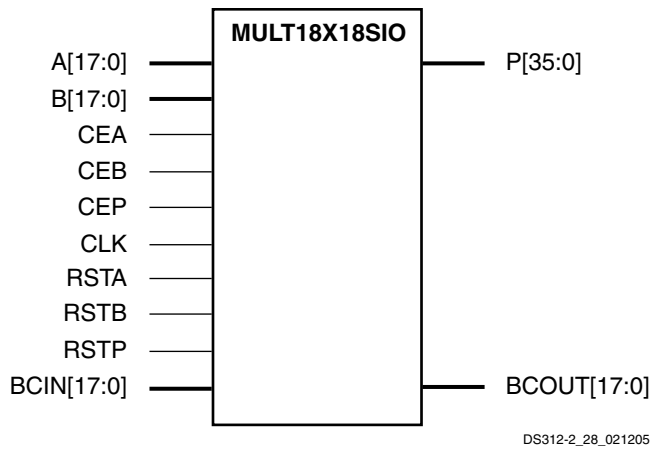 MULT18X18SIO
A[17:0]
P[35:0]
B[17:0]
CEA
CEB
CEP
CLK
RSTA
RSTB
RSTP
BCIN[17:0]
BCOUT[17:0]
DS312-2_28_021205